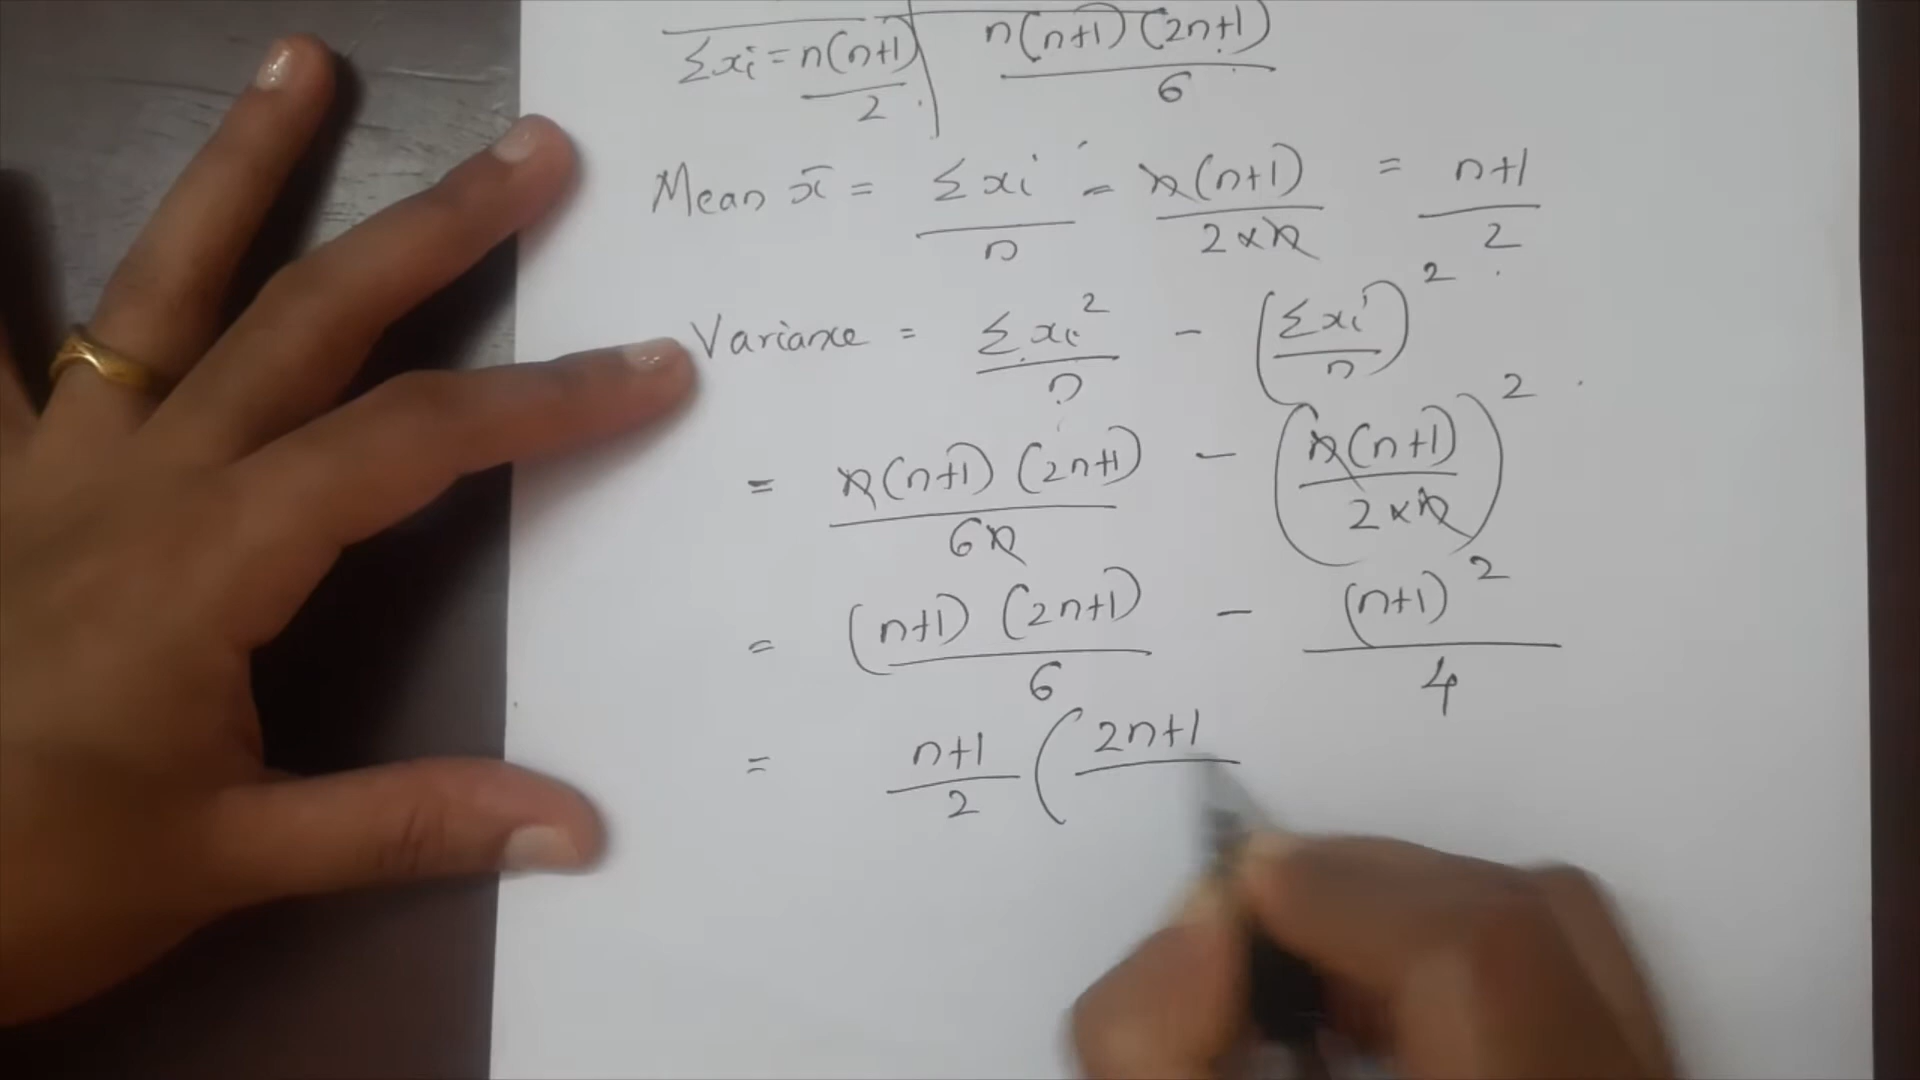 Σxi = n(n+1)/2 n(n+1)(2n+1)/6
Mean x̄ = Σxi/n = n(n+1)/2×n = n+1/2
Variance = Σxi²/n - (Σxi/n)²
= n(n+1)(2n+1)/6n - (n(n+1)/2×n)²
= (n+1)(2n+1)/6 - (n+1)²/4
= n+1/2 (2n+1